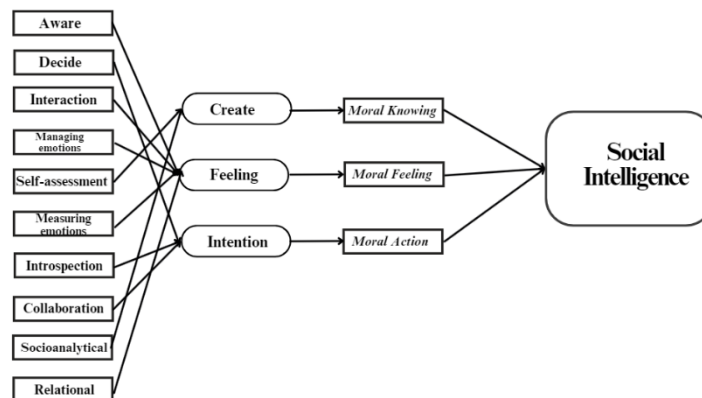 Aware
Decide
Interaction
Managing
emotions
Self-assessment
Measuring
emotions
Introspection
Collaboration
Socioanalytical
Relational
Create
Feeling
Intention
Moral Knowing
Moral Feeling
Moral Action
Social
Intelligence